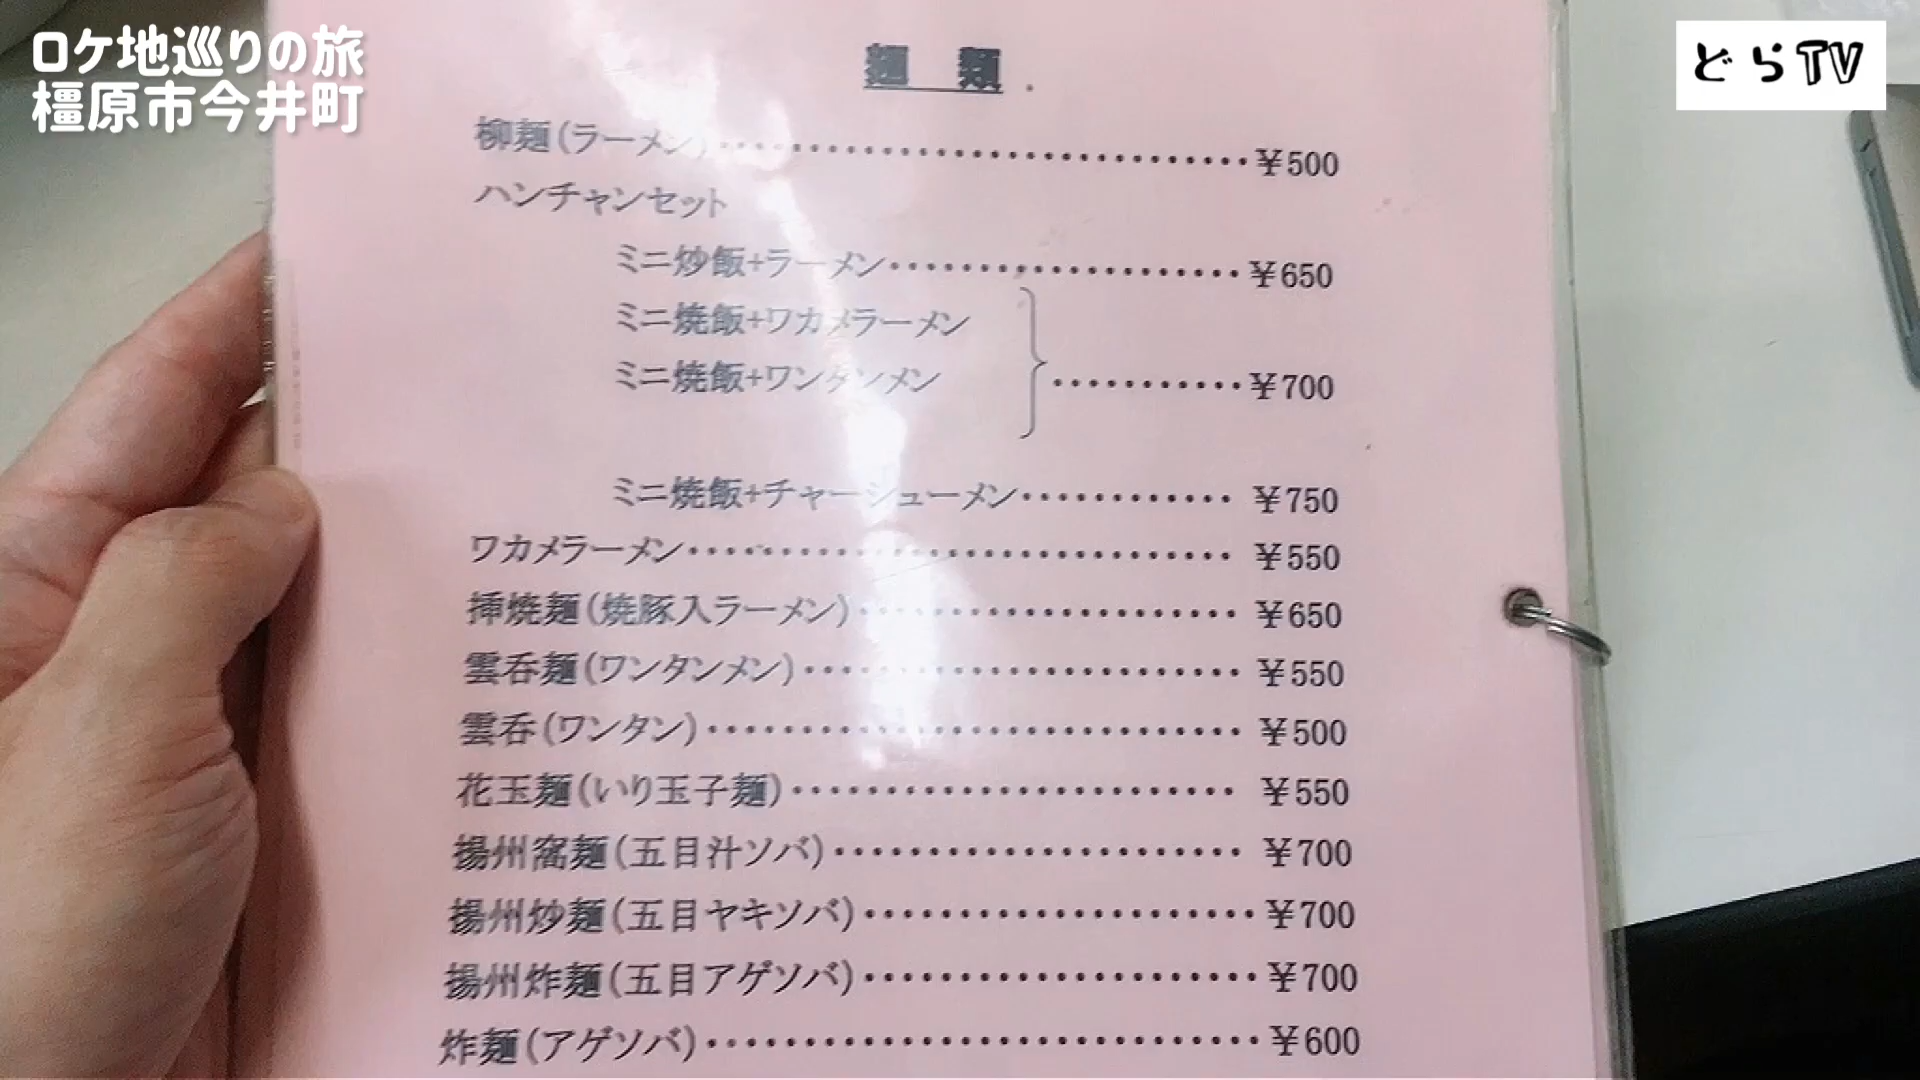 ロケ地巡りの旅
橿原市今井町
どらTV
麺 類
柳麺(ラーメン)・・・・・・・・・・¥500
ハンチャンセット
ミニ炒飯+ラーメン・・・・・・・・・・¥650
ミニ焼飯+ワカメラーメン
ミニ焼飯+ワンタンメン・・・・・・・・・・¥700
ミニ焼飯+チャーシューメン・・・・・・・・・・¥750
ワカメラーメン・・・・・・・・・・¥550
挿焼麺(焼豚入ラーメン)・・・・・・・・・・¥650
雲呑麺(ワンタンメン)・・・・・・・・・・¥550
雲呑(ワンタン)・・・・・・・・・・¥500
花玉麺(いり玉子麺)・・・・・・・・・・¥550
揚州窩麺(五目汁ソバ)・・・・・・・・・・¥700
揚州炒麺(五目ヤキソバ)・・・・・・・・・・¥700
揚州炸麺(五目アゲソバ)・・・・・・・・・・¥700
炸麺(アゲソバ)・・・・・・・・・・¥600